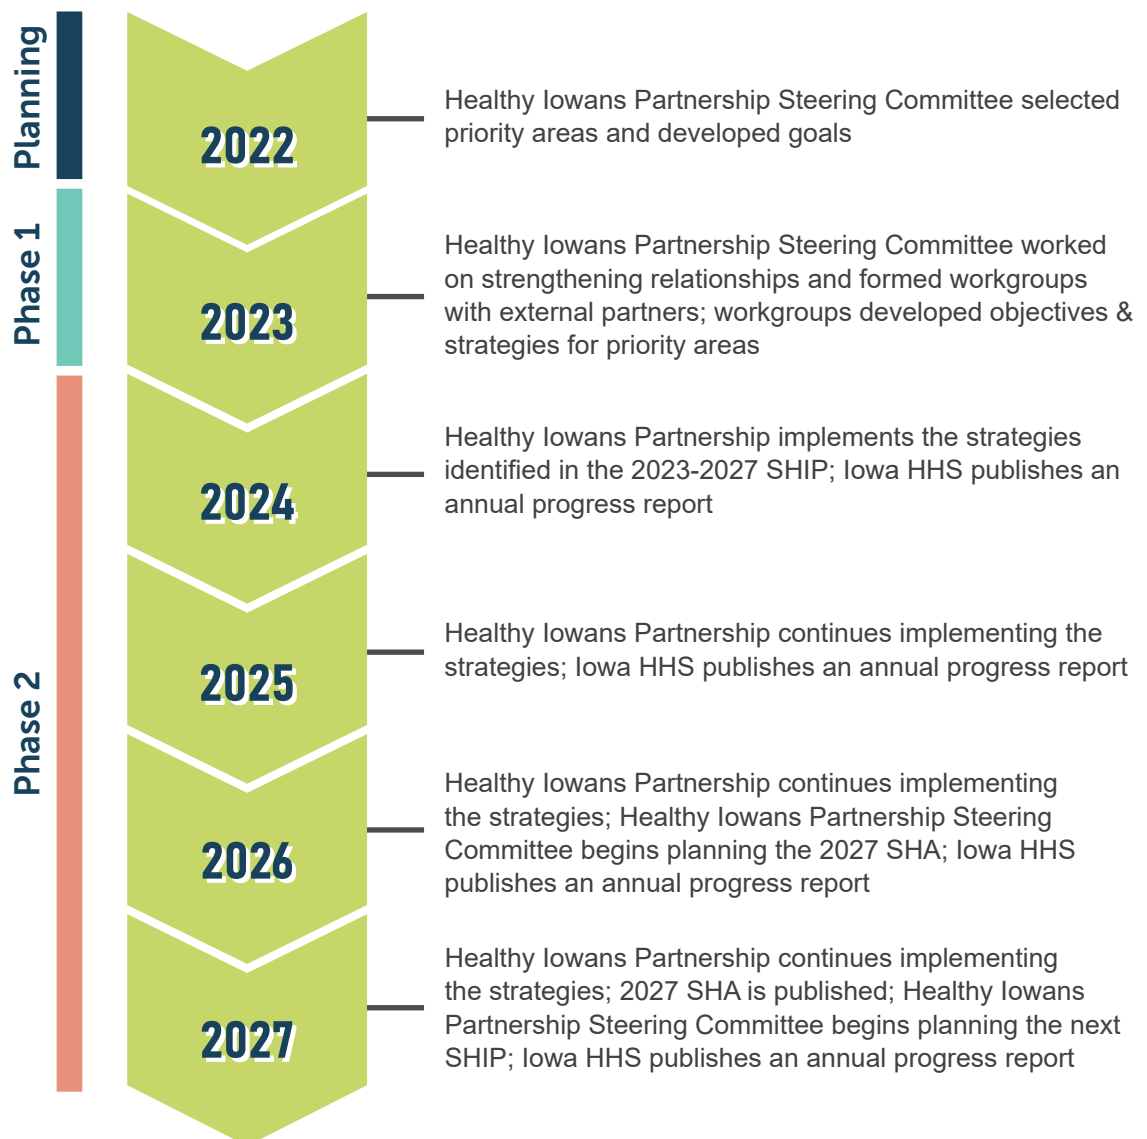 Planning
2022
Healthy Iowans Partnership Steering Committee selected
priority areas and developed goals
Phase 1
2023
Healthy Iowans Partnership Steering Committee worked
on strengthening relationships and formed workgroups
with external partners; workgroups developed objectives &
strategies for priority areas
Phase 2
2024
Healthy Iowans Partnership implements the strategies
identified in the 2023-2027 SHIP; Iowa HHS publishes an
annual progress report
2025
Healthy Iowans Partnership continues implementing the
strategies; Iowa HHS publishes an annual progress report
2026
Healthy Iowans Partnership continues implementing
the strategies; Healthy Iowans Partnership Steering
Committee begins planning the 2027 SHA; Iowa HHS
publishes an annual progress report
2027
Healthy Iowans Partnership continues implementing
the strategies; 2027 SHA is published; Healthy Iowans
Partnership Steering Committee begins planning the next
SHIP; Iowa HHS publishes an annual progress report